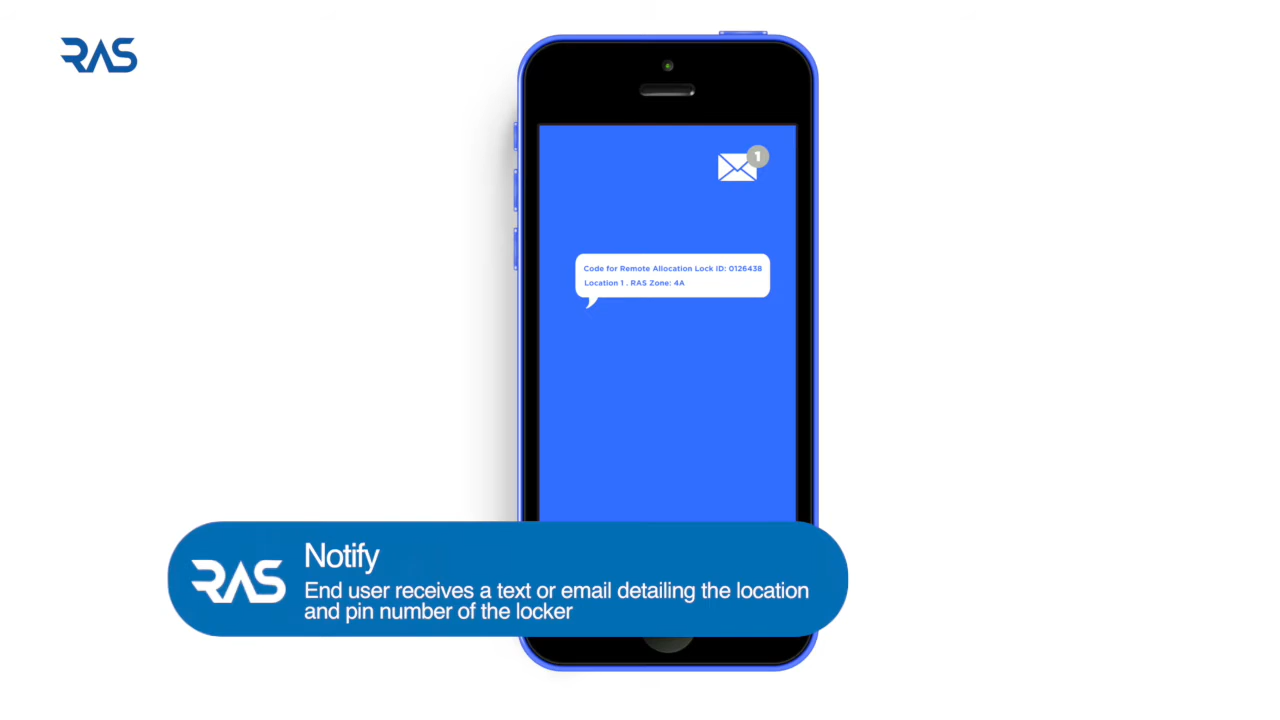 RAS
1
Code for Remote Allocation Lock ID: 0126438
Location 1 . RAS Zone: 4A
RAS
Notify
End user receives a text or email detailing the location
and pin number of the locker